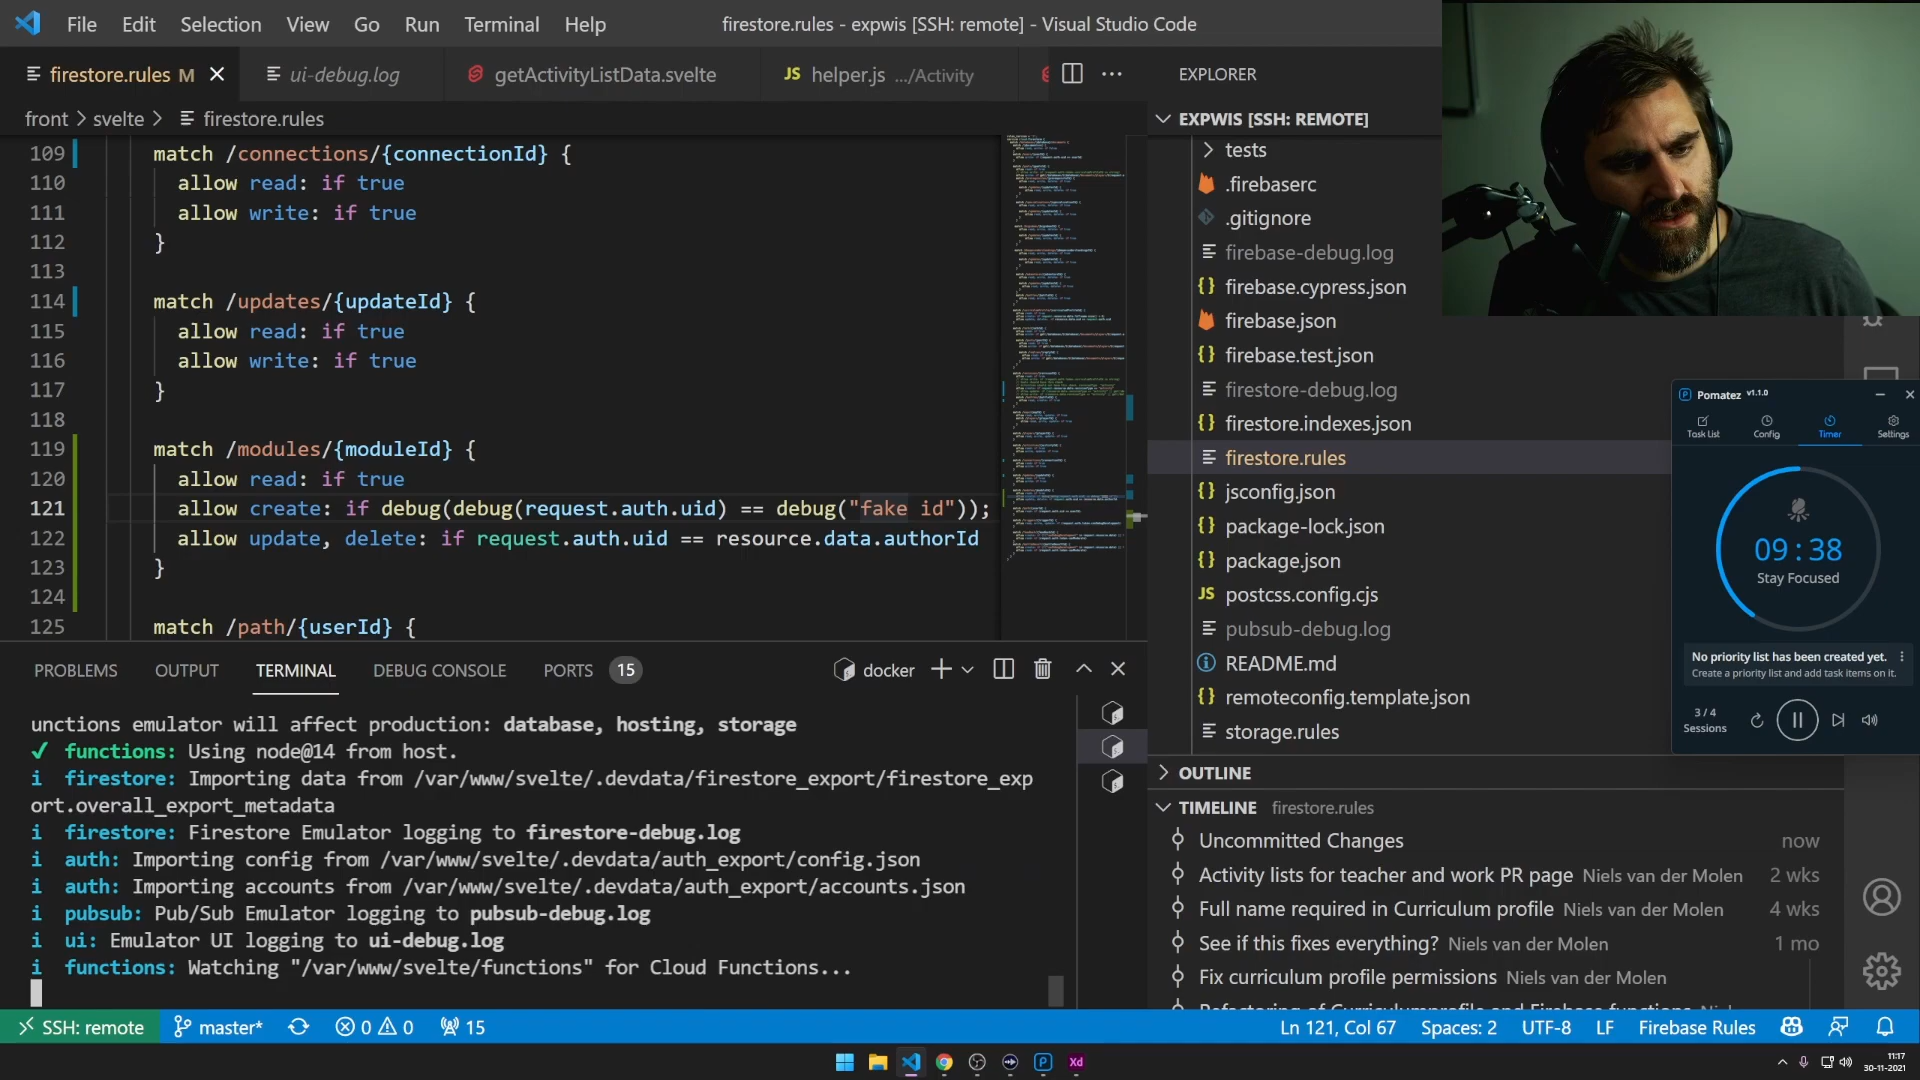 File Edit Selection View Go Run Terminal Help
firestore.rules - expwis [SSH: remote] - Visual Studio Code
firestore.rules M
ui-debug.log
getActivityListData.svelte
JS helper.js .../Activity
front > svelte > firestore.rules
109 match /connections/{connectionId} {
110 allow read: if true
111 allow write: if true
112 }
113
114 match /updates/{updateId} {
115 allow read: if true
116 allow write: if true
117 }
118
119 match /modules/{moduleId} {
120 allow read: if true
121 allow create: if debug(debug(request.auth.uid) == debug("fake id"));
122 allow update, delete: if request.auth.uid == resource.data.authorId
123 }
124
125 match /path/{userId} {
PROBLEMS OUTPUT TERMINAL DEBUG CONSOLE PORTS 15
docker
unctions emulator will affect production: database, hosting, storage
✓ functions: Using node@14 from host.
i firestore: Importing data from /var/www/svelte/.devdata/firestore_export/firestore_exp
ort.overall_export_metadata
i firestore: Firestore Emulator logging to firestore-debug.log
i auth: Importing config from /var/www/svelte/.devdata/auth_export/config.json
i auth: Importing accounts from /var/www/svelte/.devdata/auth_export/accounts.json
i pubsub: Pub/Sub Emulator logging to pubsub-debug.log
i ui: Emulator UI logging to ui-debug.log
i functions: Watching "/var/www/svelte/functions" for Cloud Functions...
EXPLORER
EXPWIS [SSH: REMOTE]
tests
.firebaserc
.gitignore
firebase-debug.log
{} firebase.cypress.json
firebase.json
{} firebase.test.json
firestore-debug.log
{} firestore.indexes.json
firestore.rules
{} jsconfig.json
{} package-lock.json
{} package.json
JS postcss.config.cjs
pubsub-debug.log
README.md
{} remoteconfig.template.json
storage.rules
OUTLINE
TIMELINE firestore.rules
Uncommitted Changes now
Activity lists for teacher and work PR page Niels van der Molen 2 wks
Full name required in Curriculum profile Niels van der Molen 4 wks
See if this fixes everything? Niels van der Molen 1 mo
Fix curriculum profile permissions Niels van der Molen
Pomatez v1.1.0
Task List Config Timer Settings
09 : 38
Stay Focused
No priority list has been created yet.
Create a priority list and add task items on it.
3 / 4
Sessions
SSH: remote master* 0 0 15
Ln 121, Col 67 Spaces: 2 UTF-8 LF Firebase Rules
Xd
11:17
30-11-2021